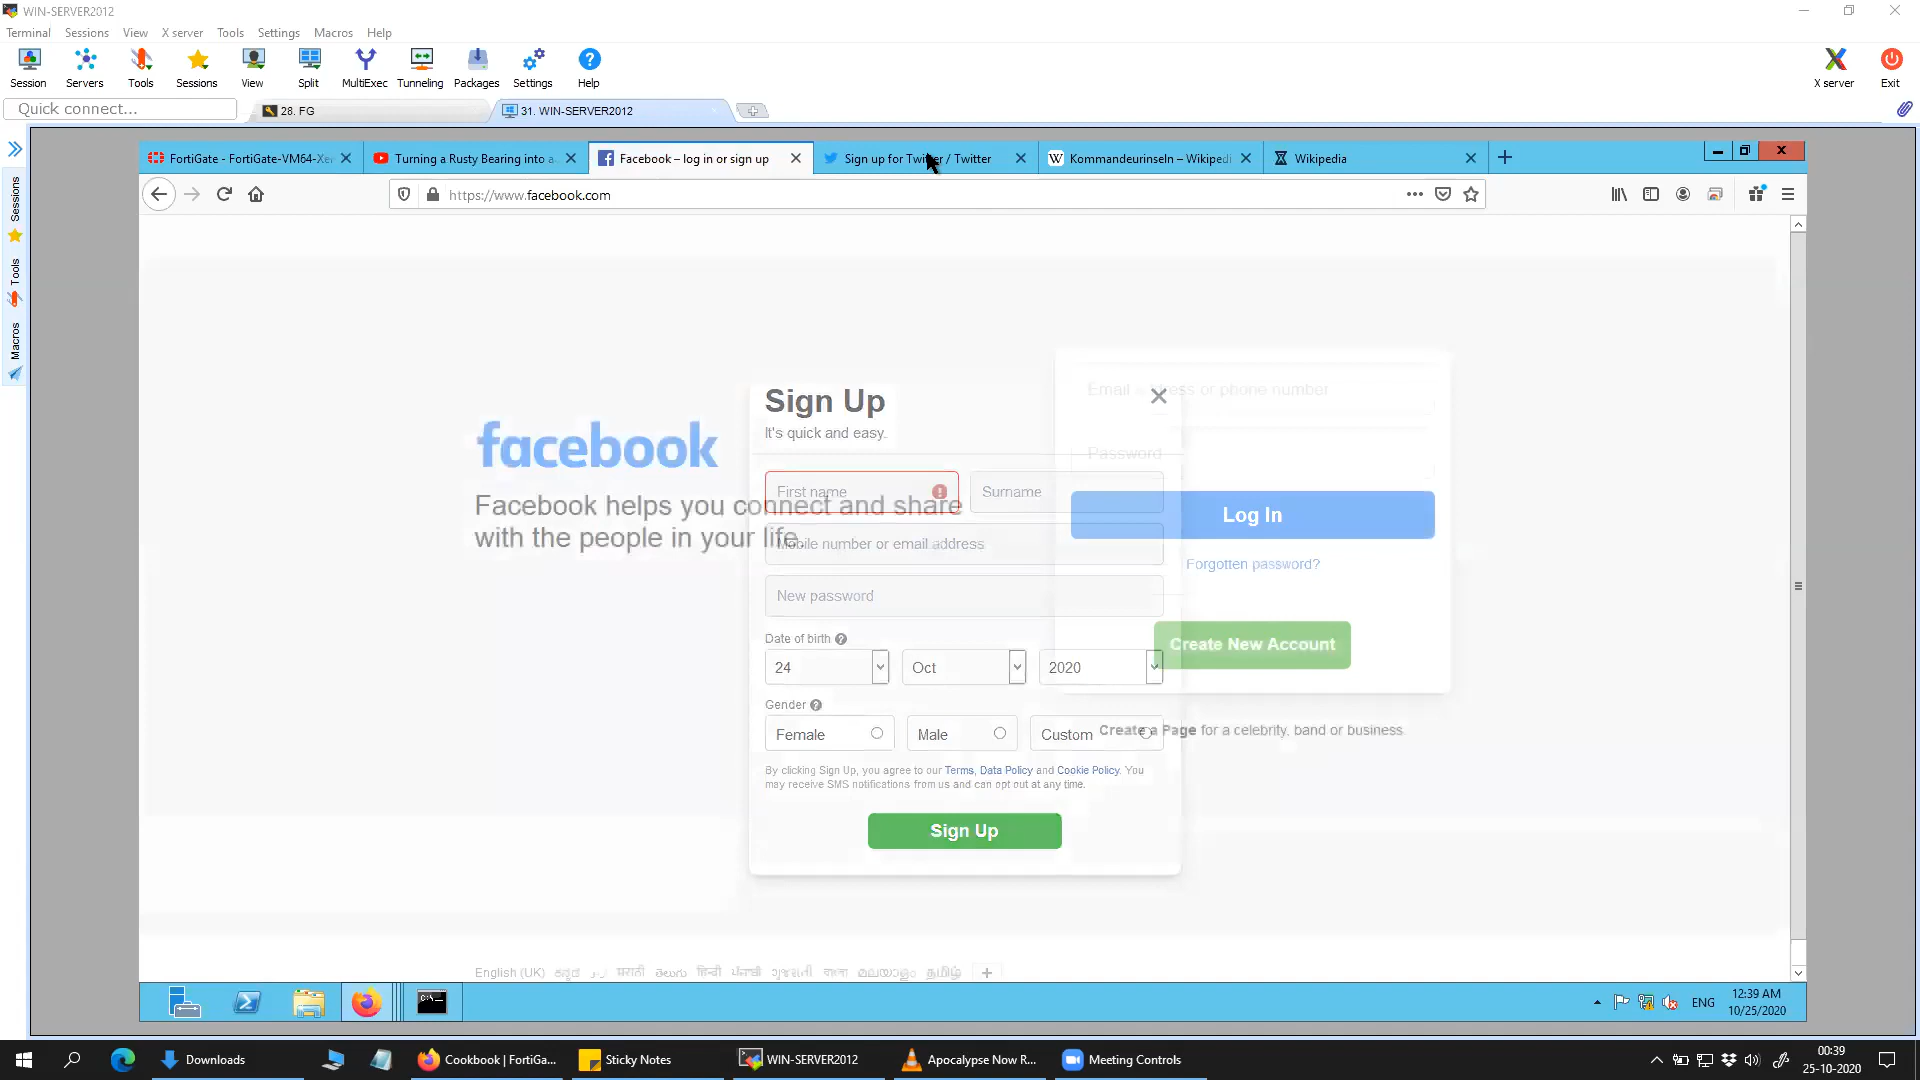 WIN-SERVER2012
Terminal Sessions View X server Tools Settings Macros Help
Session Servers Tools Sessions View Split MultiExec Tunneling Packages Settings Help X server Exit
Quick connect... 28. FG 31. WIN-SERVER2012
Sessions
Tools
Macros
FortiGate - FortiGate-VM64-Xe Turning a Rusty Bearing into a Facebook – log in or sign up Sign up for Twitter / Twitter Kommandeurinseln – Wikiped Wikipedia
https://www.facebook.com
facebook
Facebook helps you connect and share
with the people in your life.
Sign Up
It's quick and easy.
First name Surname
Mobile number or email address
New password
Date of birth
24 Oct 2020
Gender
Female Male Custom
By clicking Sign Up, you agree to our Terms, Data Policy and Cookie Policy. You
may receive SMS notifications from us and can opt out at any time.
Sign Up
Email address or phone number
Password
Log In
Forgotten password?
Create New Account
Create a Page for a celebrity, band or business.
English (UK) ಕನ್ನಡ मराठी తెలుగు हिन्दी ਪੰਜਾਬੀ ગુજરાતી বাংলা മലയാളം தமிழ்
ENG 12:39 AM
10/25/2020
Downloads Cookbook | FortiGa... Sticky Notes WIN-SERVER2012 Apocalypse Now R... Meeting Controls
00:39
25-10-2020